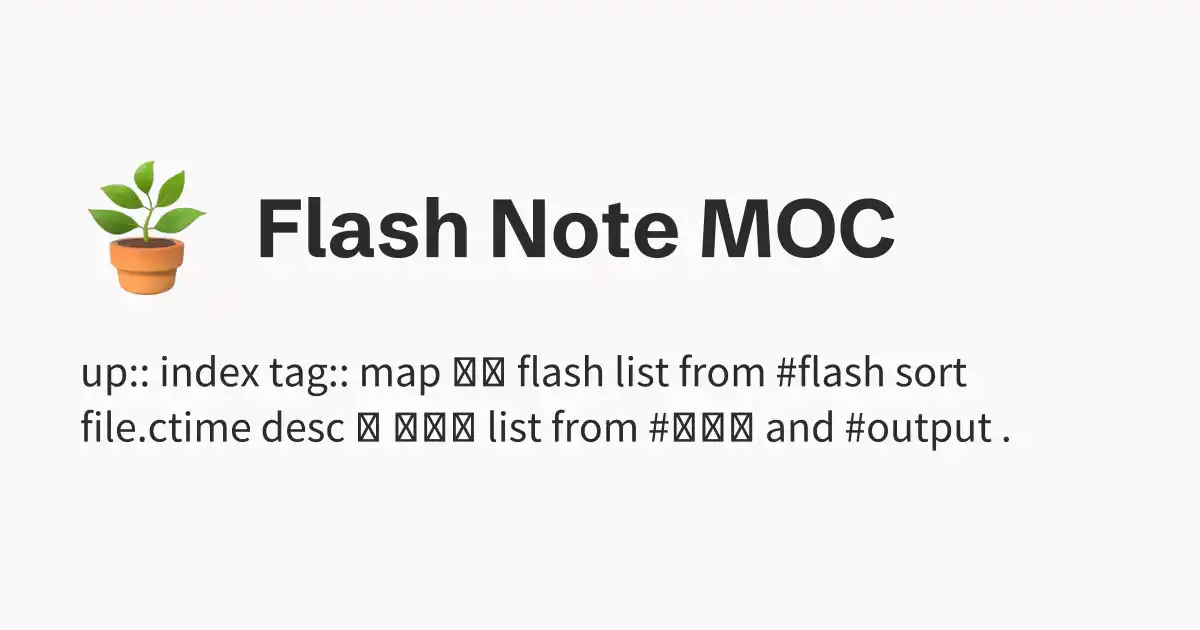 Flash Note MOC
up:: index tag:: map flash list from #flash sort
file.ctime desc list from # and #output .